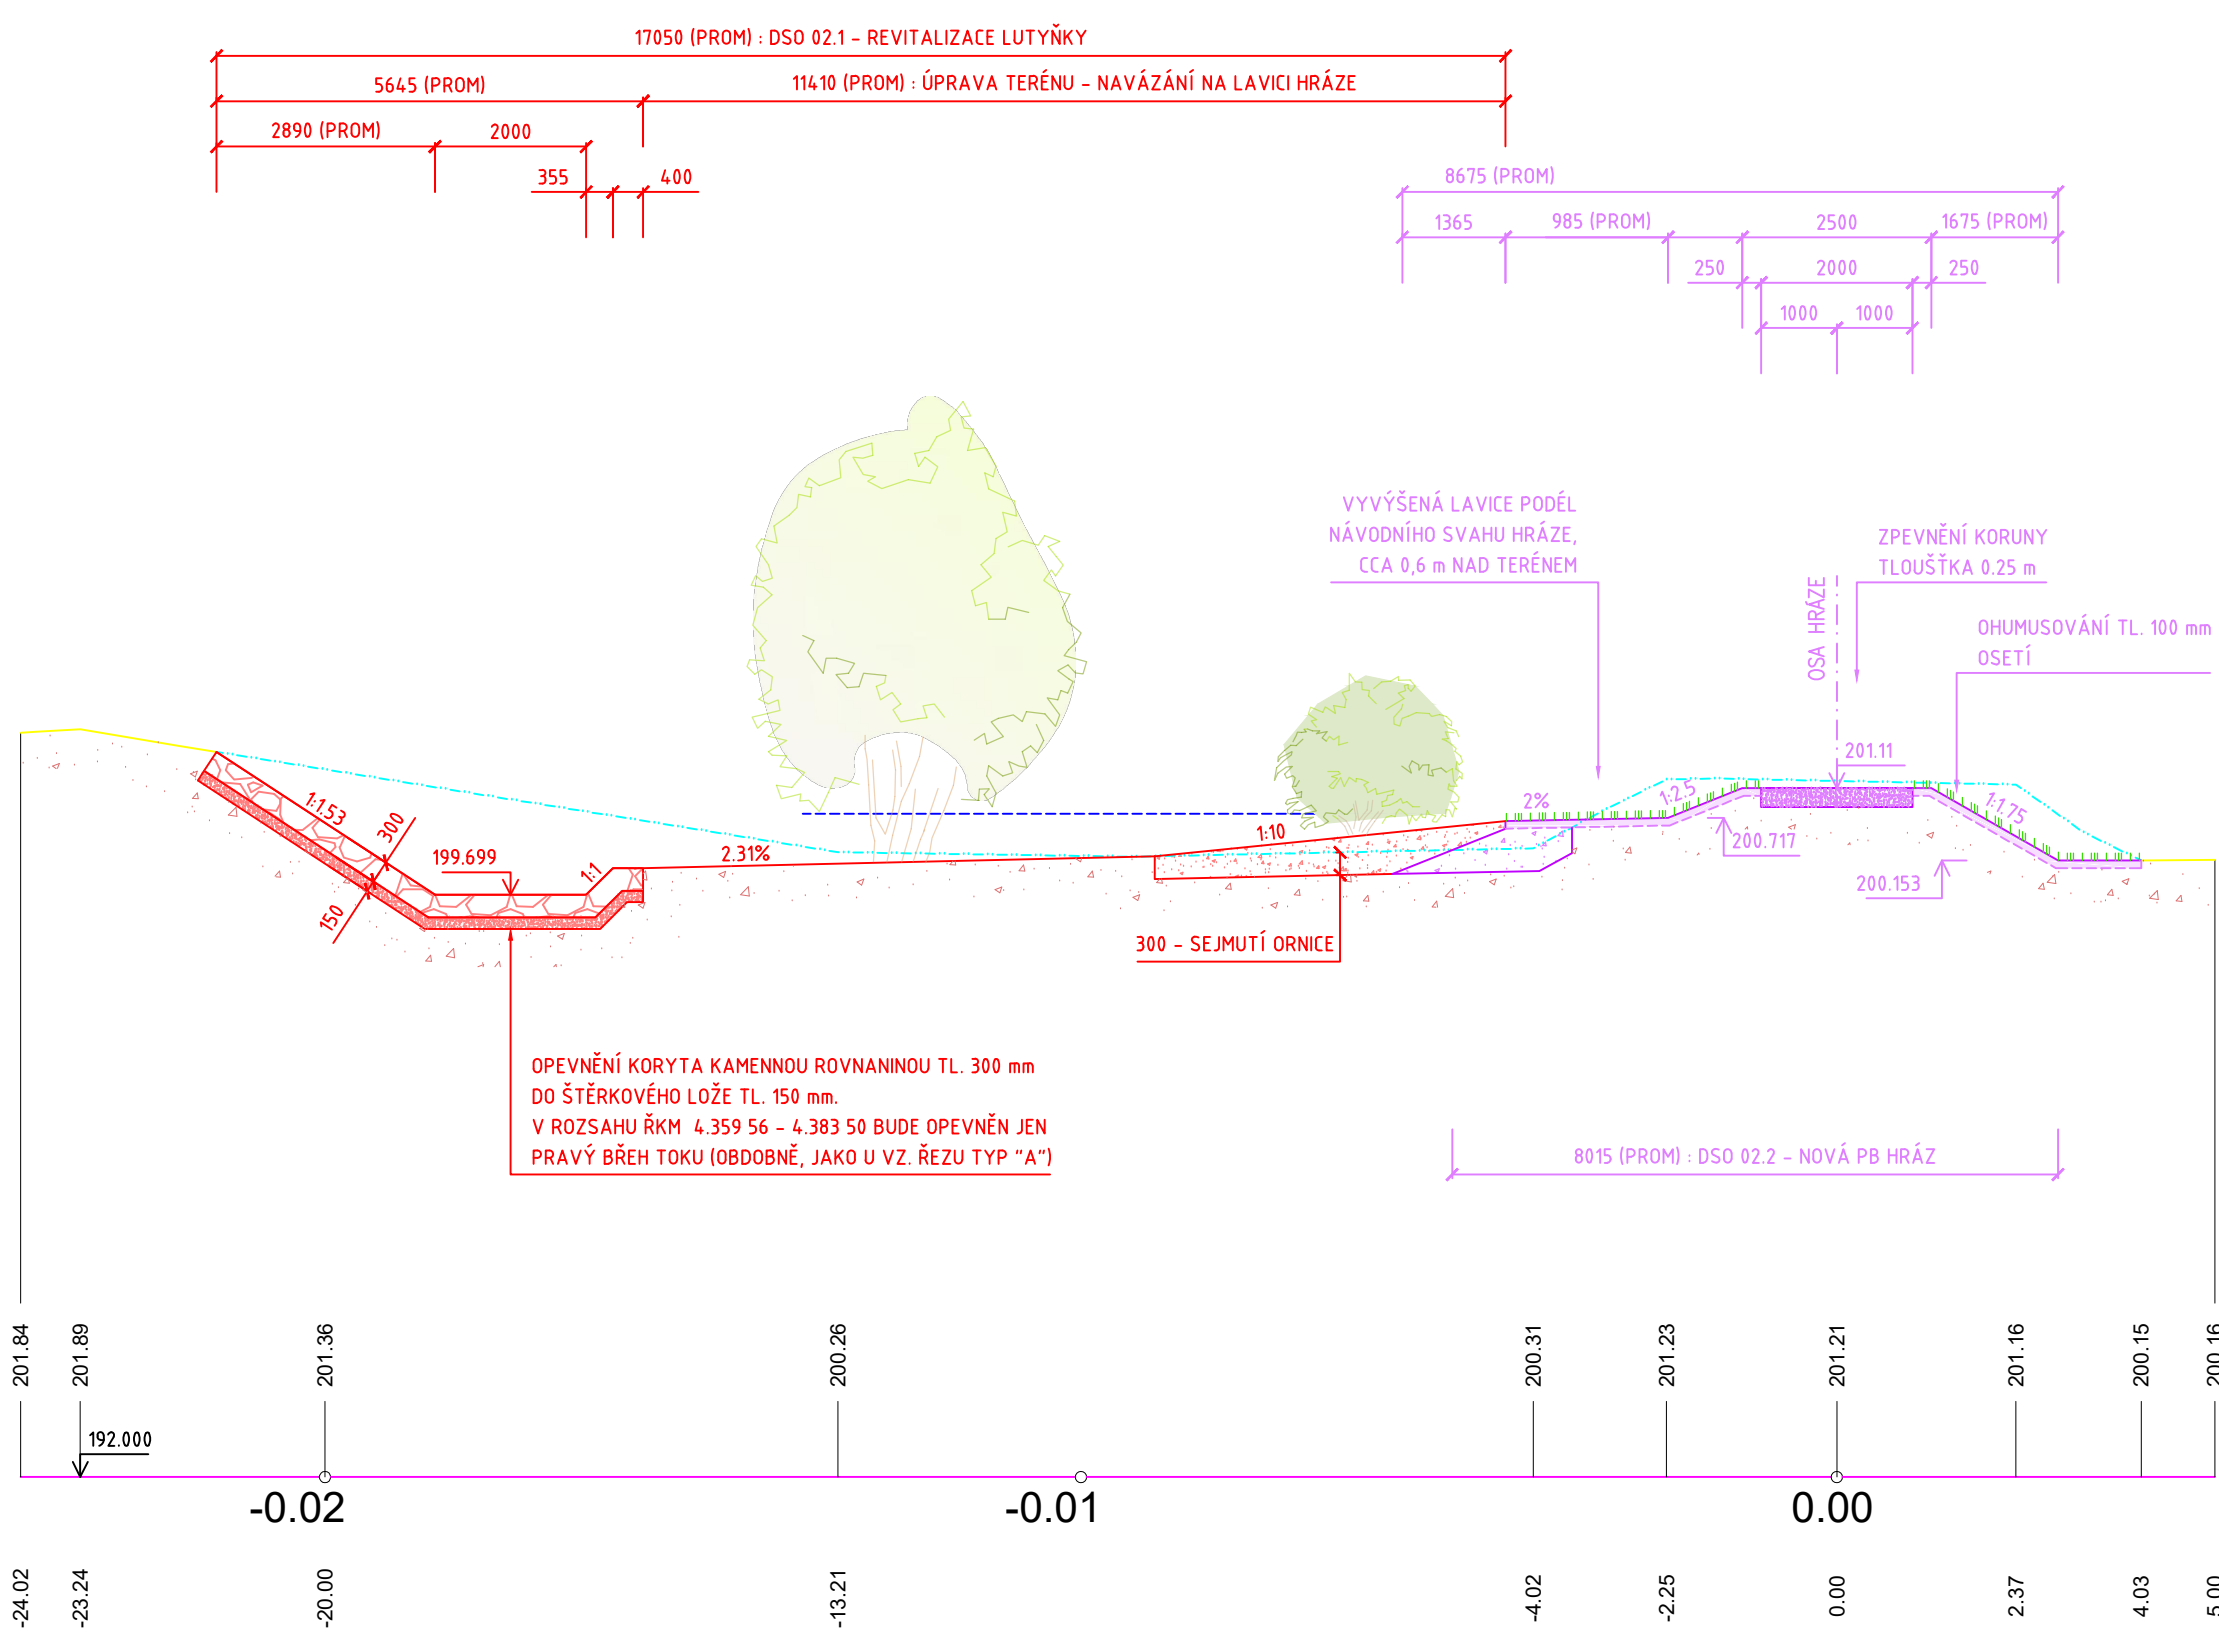 17050 (PROM) : DSO 02.1 - REVITALIZACE LUTYŇKY
5645 (PROM)
11410 (PROM) : ÚPRAVA TERÉNU - NAVÁZÁNÍ NA LAVICI HRÁZE
2890 (PROM)
2000
355
400
8675 (PROM)
1365
985 (PROM)
2500
1675 (PROM)
250
2000
250
1000
1000
VYVÝŠENÁ LAVICE PODÉL
NÁVODNÍHO SVAHU HRÁZE,
CCA 0,6 m NAD TERÉNEM
ZPEVNĚNÍ KORUNY
TLOUŠŤKA 0.25 m
OSA HRÁZE
OHUMUSOVÁNÍ TL. 100 mm
OSETÍ
201.11
1:1.53
300
150
199.699
1:1
2.31%
1:10
2%
1:2.5
1:1.75
200.717
200.153
300 - SEJMUTÍ ORNICE
OPEVNĚNÍ KORYTA KAMENNOU ROVNANINOU TL. 300 mm
DO ŠTĚRKOVÉHO LOŽE TL. 150 mm.
V ROZSAHU ŘKM 4.359 56 - 4.383 50 BUDE OPEVNĚN JEN
PRAVÝ BŘEH TOKU (OBDOBNĚ, JAKO U VZ. ŘEZU TYP "A")
8015 (PROM) : DSO 02.2 - NOVÁ PB HRÁZ
201.84
201.89
201.36
200.26
200.31
201.23
201.21
201.16
200.15
200.16
192.000
-0.02
-0.01
0.00
-24.02
-23.24
-20.00
-13.21
-4.02
-2.25
0.00
2.37
4.03
5.00